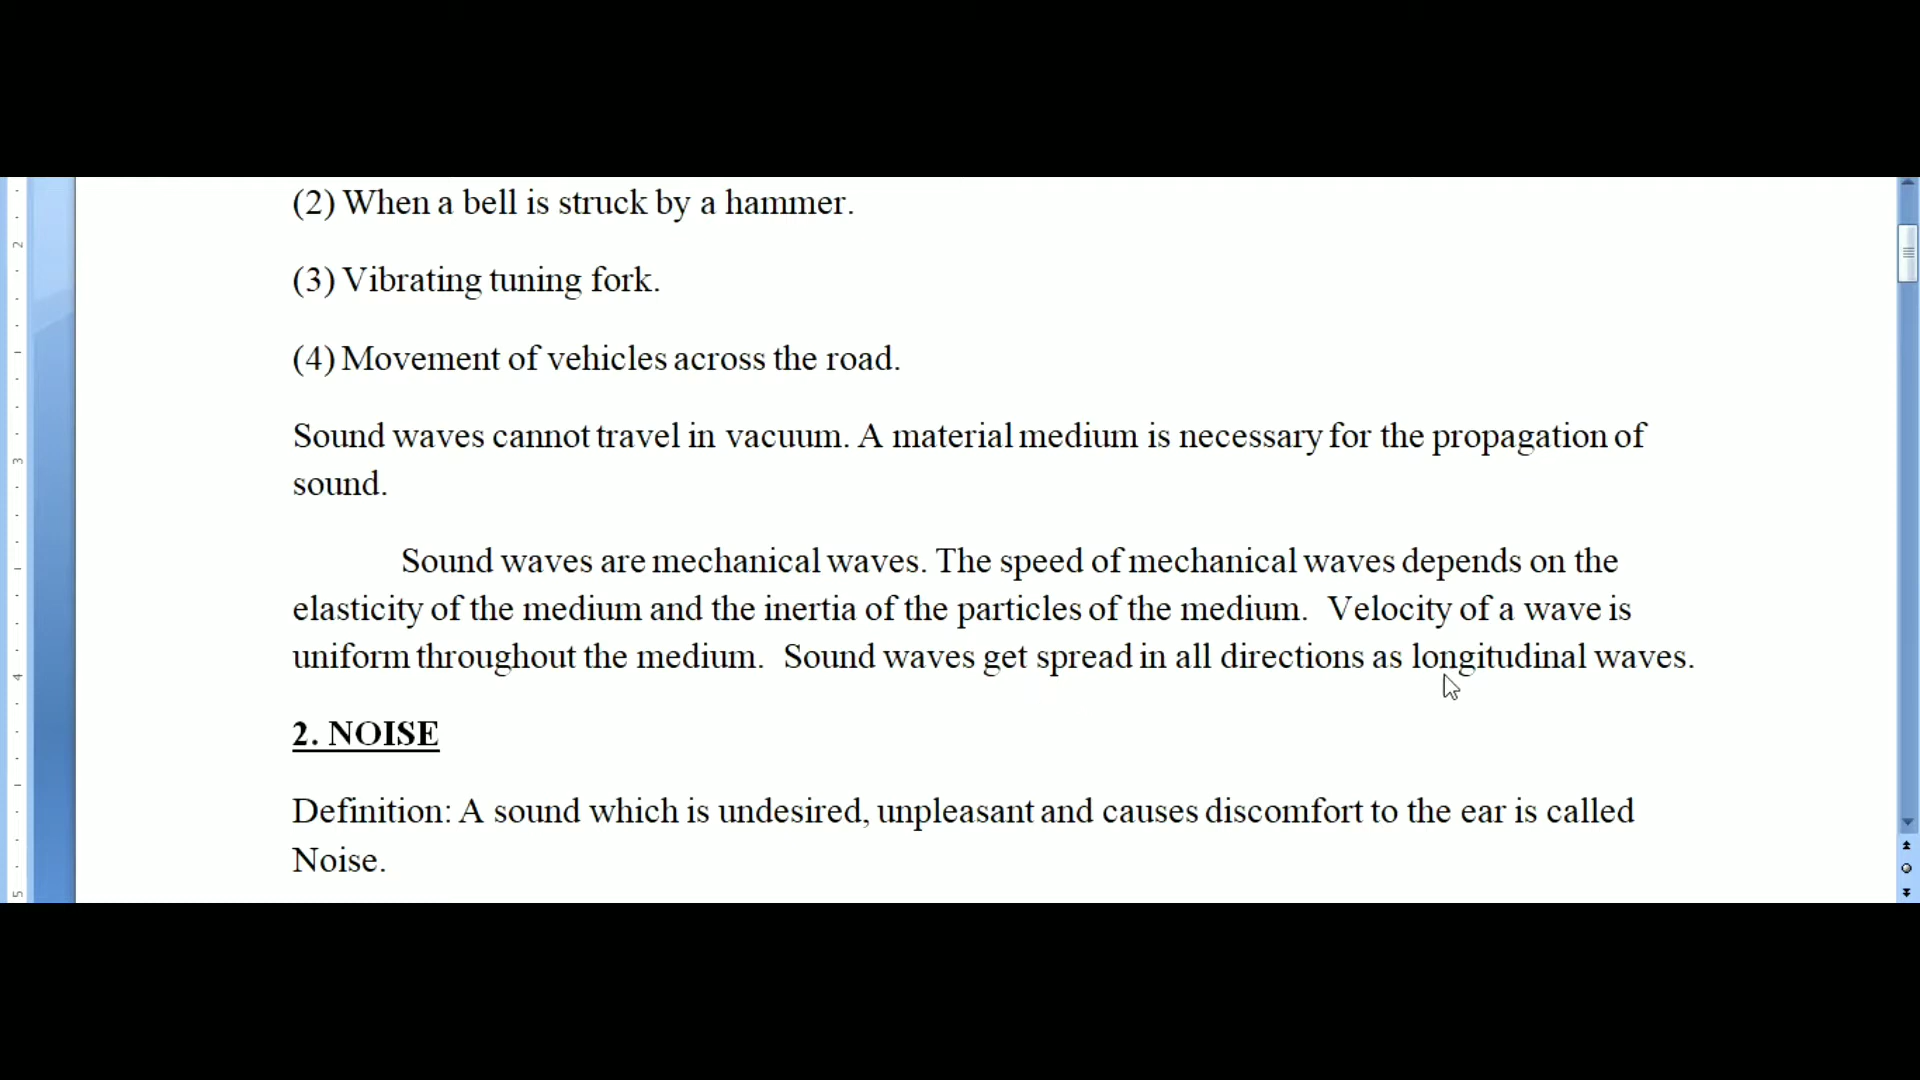 (2) When a bell is struck by a hammer.
(3) Vibrating tuning fork.
(4) Movement of vehicles across the road.
Sound waves cannot travel in vacuum. A material medium is necessary for the propagation of
sound.
Sound waves are mechanical waves. The speed of mechanical waves depends on the
elasticity of the medium and the inertia of the particles of the medium.  Velocity of a wave is
uniform throughout the medium.  Sound waves get spread in all directions as longitudinal waves.
2. NOISE
Definition: A sound which is undesired, unpleasant and causes discomfort to the ear is called
Noise.
2
3
4
5